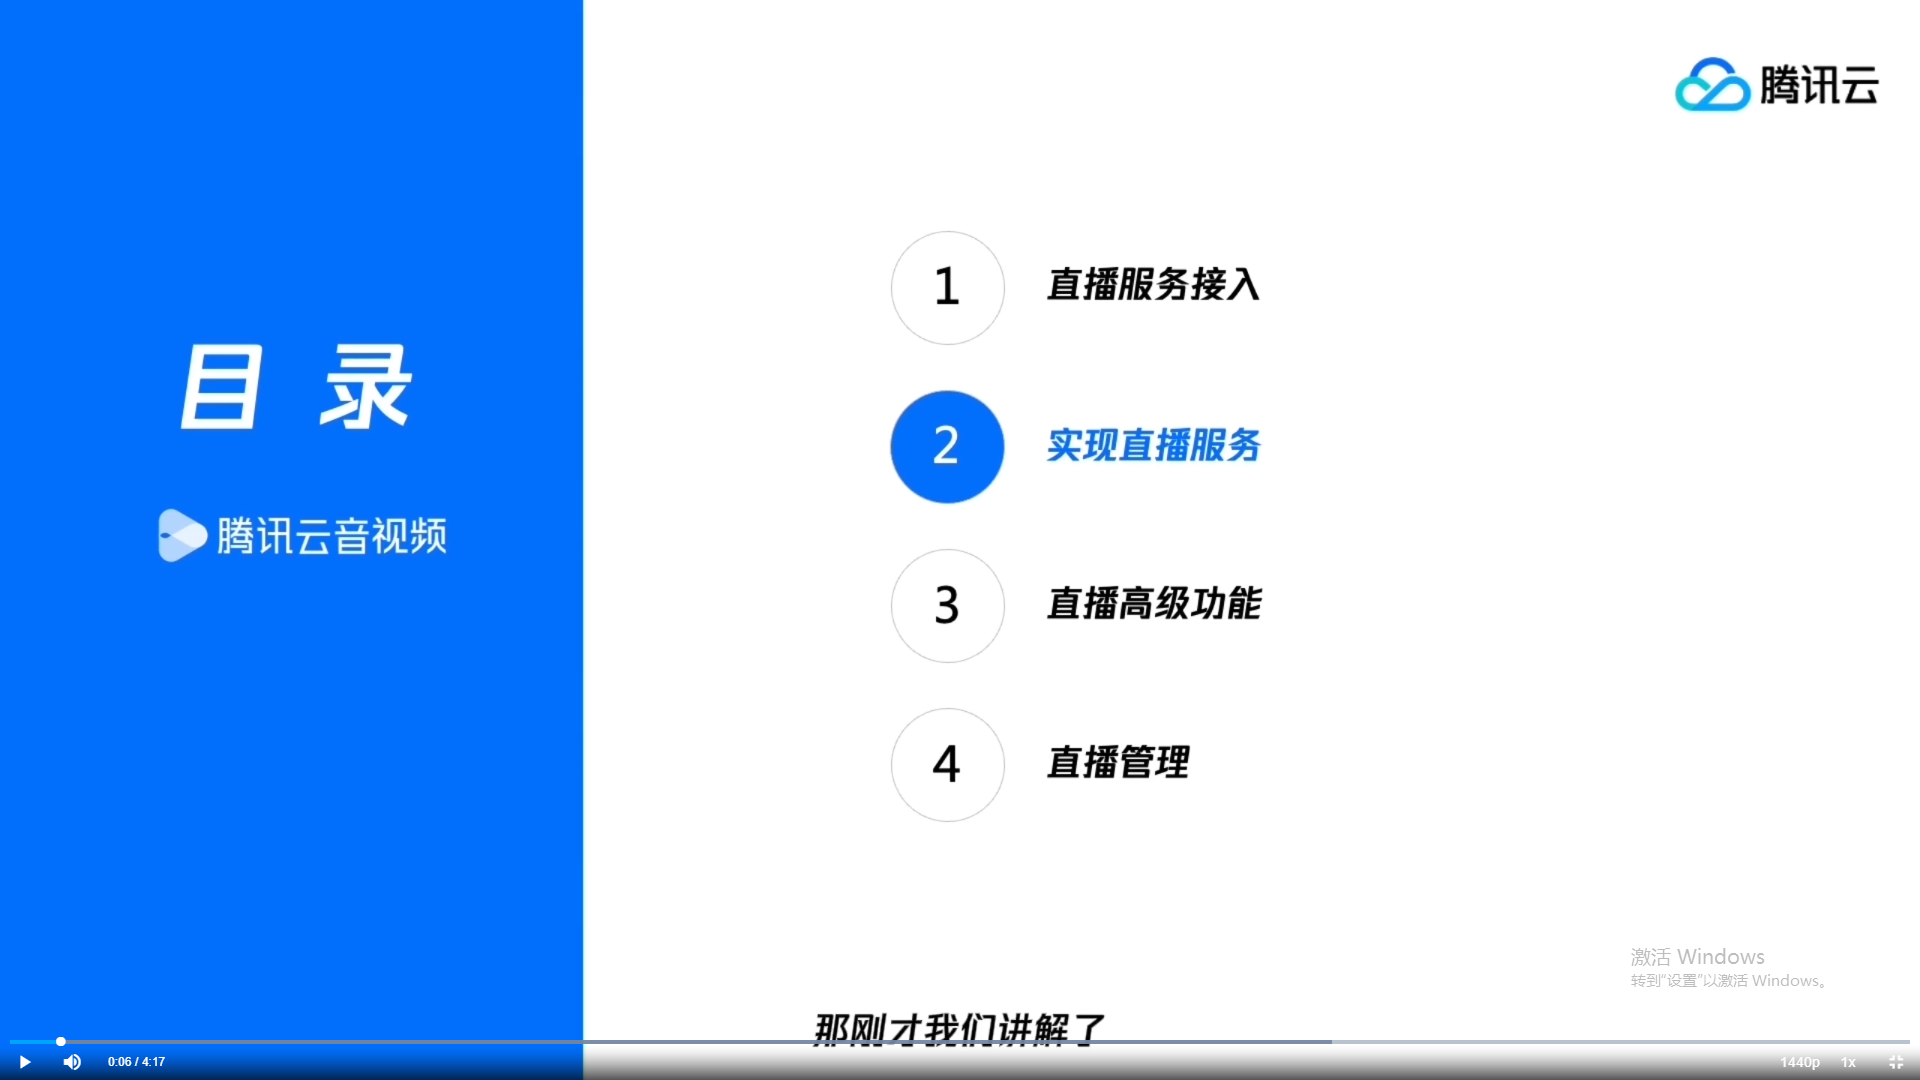 腾讯云
目 录
腾讯云音视频
1 直播服务接入
2 实现直播服务
3 直播高级功能
4 直播管理
激活 Windows
转到“设置”以激活 Windows。
那刚才我们讲解了
0:06 / 4:17
1440p 1x